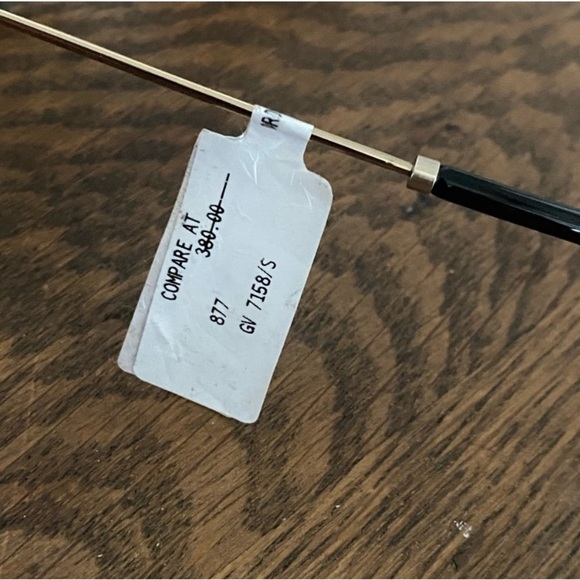 COMPARE AT
380.00
877
GV 7158/S